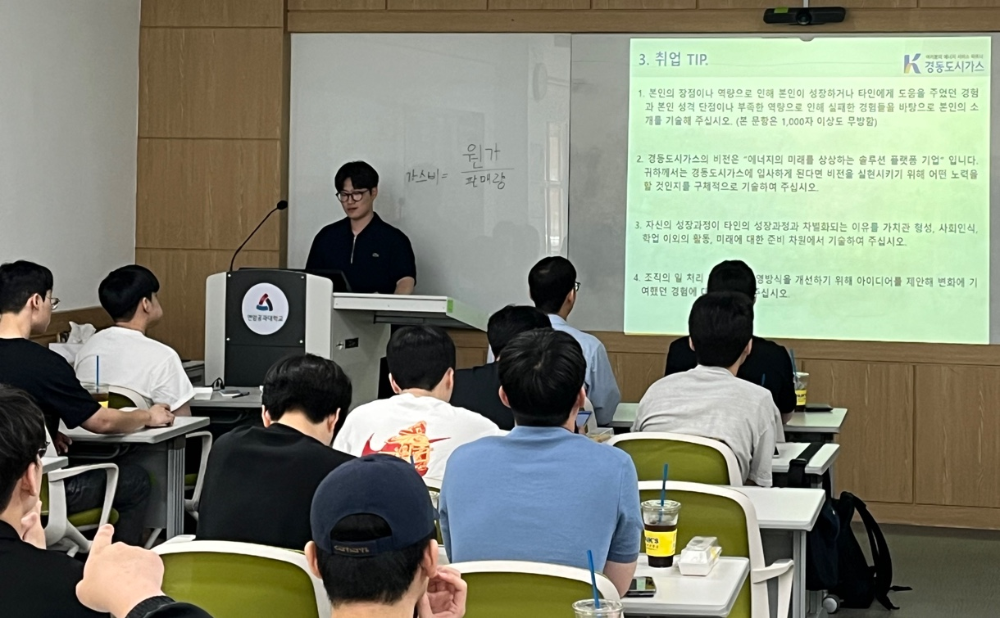 3. 취업 TIP.
경동도시가스
1. 본인의 장점이나 역량으로 인해 본인이 성장하거나 타인에게 도움을 주었던 경험
과 본인 성격 단점이나 부족한 역량으로 인해 실패한 경험들을 바탕으로 본인의 소
개를 기술해 주십시오. (본 문항은 1,000자 이상도 무방함)
2. 경동도시가스의 비전은 "에너지의 미래를 상상하는 솔루션 플랫폼 기업" 입니다.
귀하께서는 경동도시가스에 입사하게 된다면 비전을 실현시키기 위해 어떤 노력을
할 것인지를 구체적으로 기술하여 주십시오.
3. 자신의 성장과정이 타인의 성장과정과 차별화되는 이유를 가치관 형성, 사회인식,
학업 이외의 활동, 미래에 대한 준비 차원에서 기술하여 주십시오.
4. 조직의 일 처리 영방식을 개선하기 위해 아이디어를 제안해 변화에 기
여했던 경험에 주십시오.
원가
가스비 =
판매량
연암공과대학교